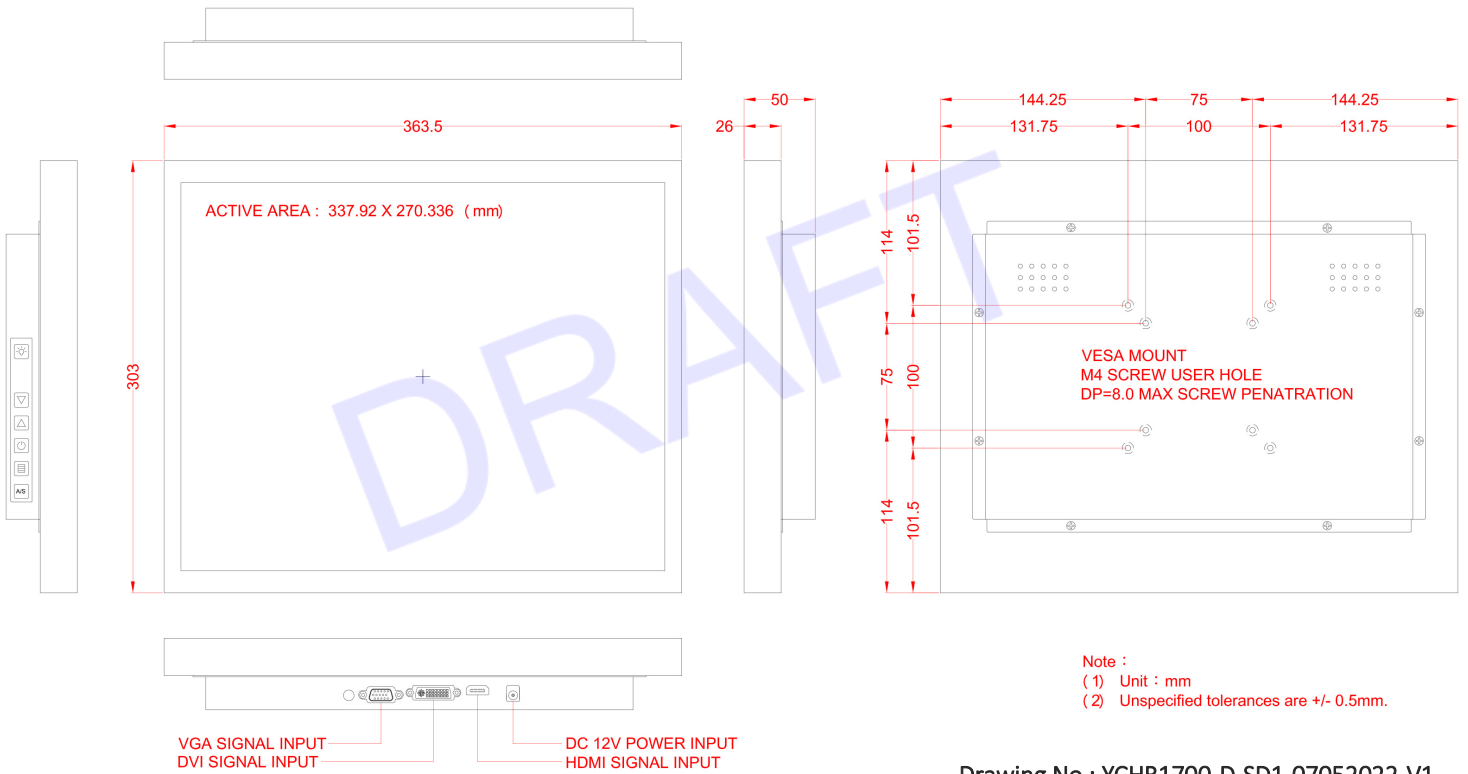 50
144.25
75
144.25
363.5
26
131.75
100
131.75
ACTIVE AREA : 337.92 X 270.336 ( mm)
DRAFT
114
101.5
303
75
100
VESA MOUNT
M4 SCREW USER HOLE
DP=8.0 MAX SCREW PENATRATION
A/S
114
101.5
Note :
( 1) Unit : mm
( 2) Unspecified tolerances are +/- 0.5mm.
VGA SIGNAL INPUT
DC 12V POWER INPUT
DVI SIGNAL INPUT
HDMI SIGNAL INPUT